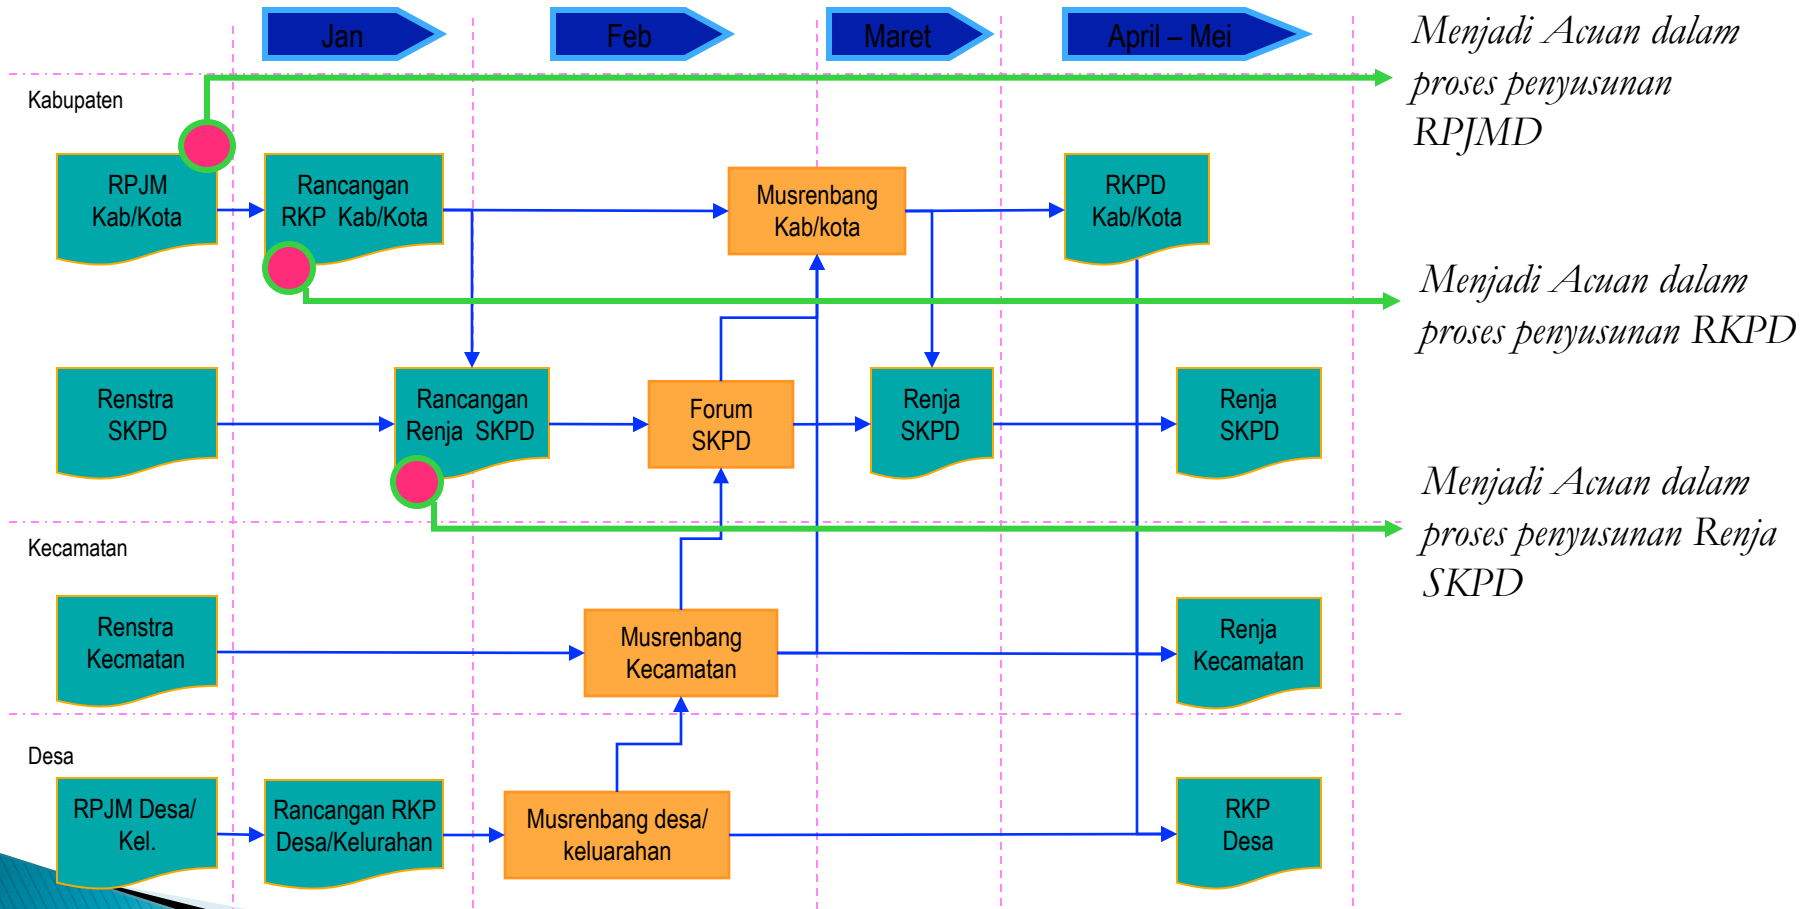 Jan
Feb
Maret
April – Mei
Menjadi Acuan dalam
proses penyusunan
RPJMD
Kabupaten
RPJM
Kab/Kota
Rancangan
RKP Kab/Kota
Musrenbang
Kab/kota
RKPD
Kab/Kota
Menjadi Acuan dalam
proses penyusunan RKPD
Renstra
SKPD
Rancangan
Renja SKPD
Forum
SKPD
Renja
SKPD
Renja
SKPD
Menjadi Acuan dalam
proses penyusunan Renja
SKPD
Kecamatan
Renstra
Kecmatan
Musrenbang
Kecamatan
Renja
Kecamatan
Desa
RPJM Desa/
Kel.
Rancangan RKP
Desa/Kelurahan
Musrenbang desa/
keluarahan
RKP
Desa